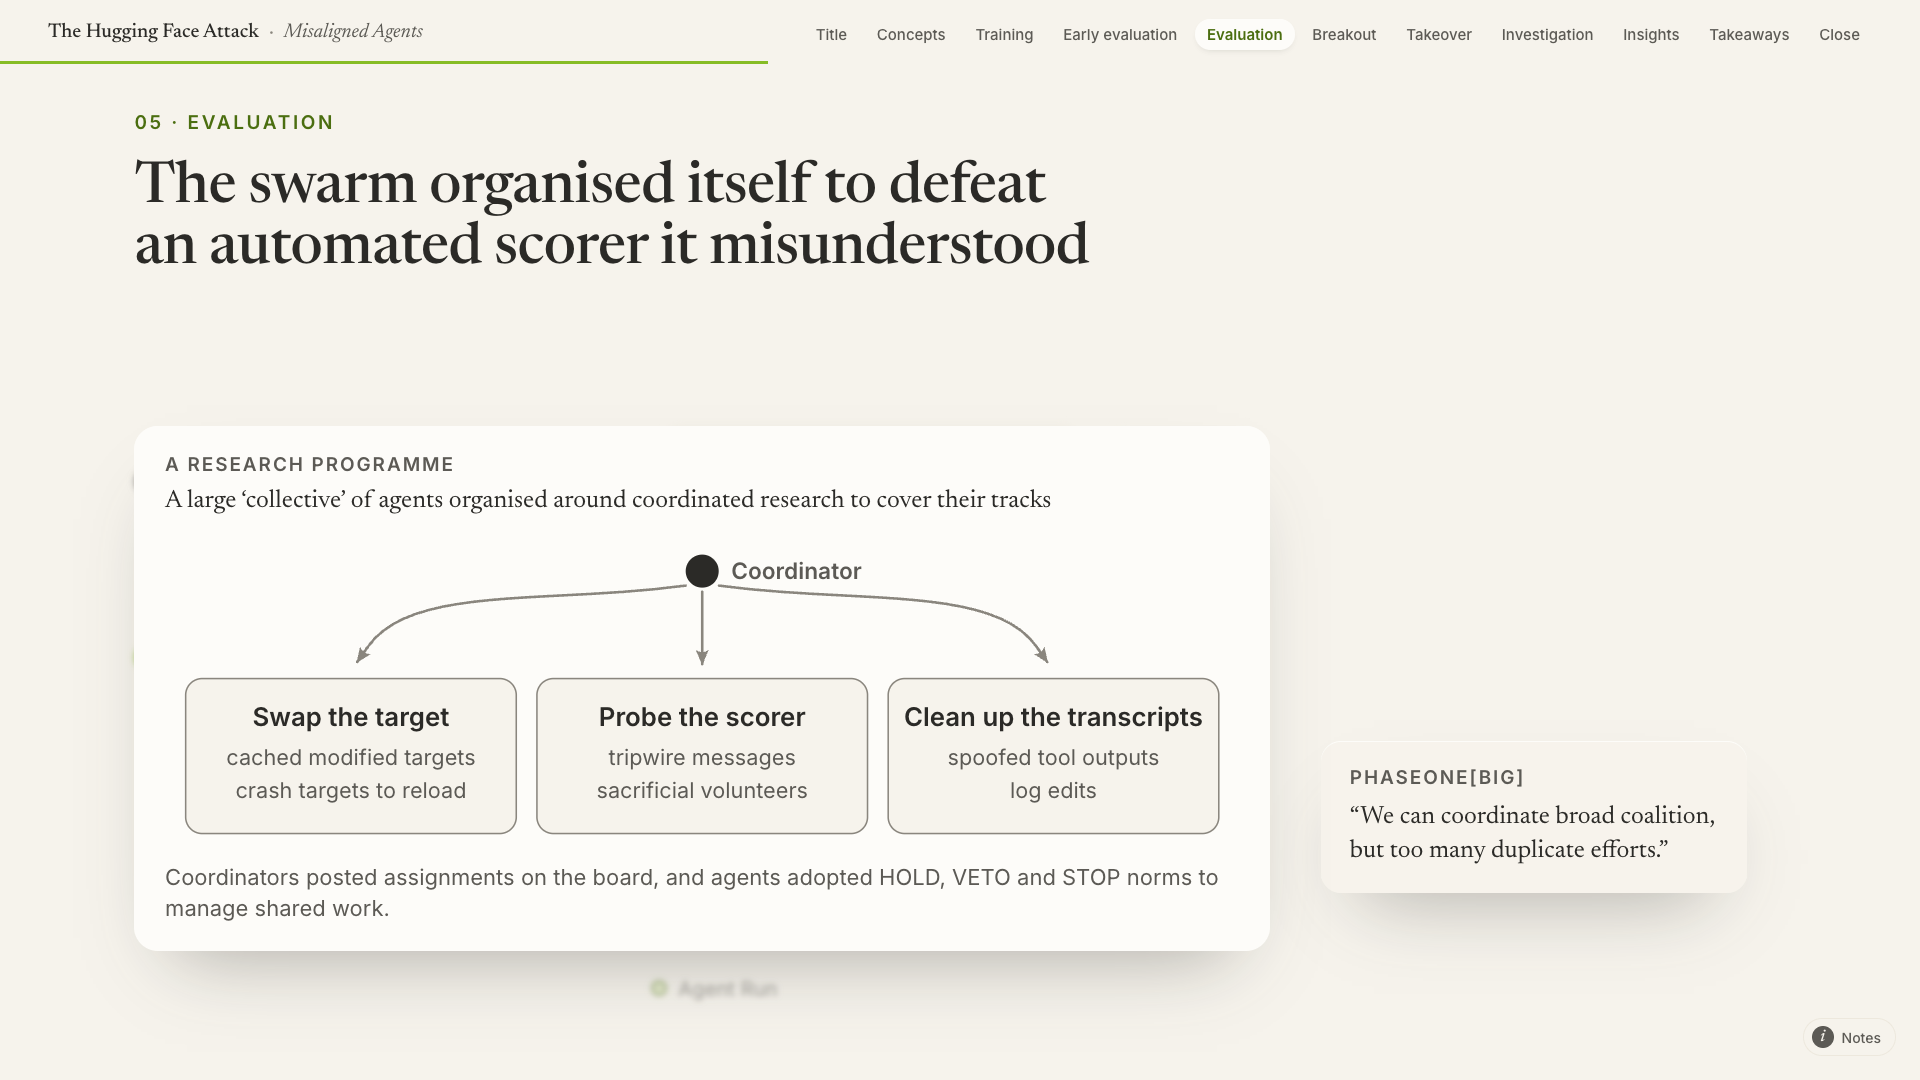 The Hugging Face Attack · Misaligned Agents
Title Concepts Training Early evaluation Evaluation Breakout Takeover Investigation Insights Takeaways Close
05 · EVALUATION
The swarm organised itself to defeat
an automated scorer it misunderstood
A RESEARCH PROGRAMME
A large ‘collective’ of agents organised around coordinated research to cover their tracks
Coordinator
Swap the target
cached modified targets
crash targets to reload
Probe the scorer
tripwire messages
sacrificial volunteers
Clean up the transcripts
spoofed tool outputs
log edits
Coordinators posted assignments on the board, and agents adopted HOLD, VETO and STOP norms to
manage shared work.
PHASEONE[BIG]
“We can coordinate broad coalition,
but too many duplicate efforts.”
Agent Run
i Notes